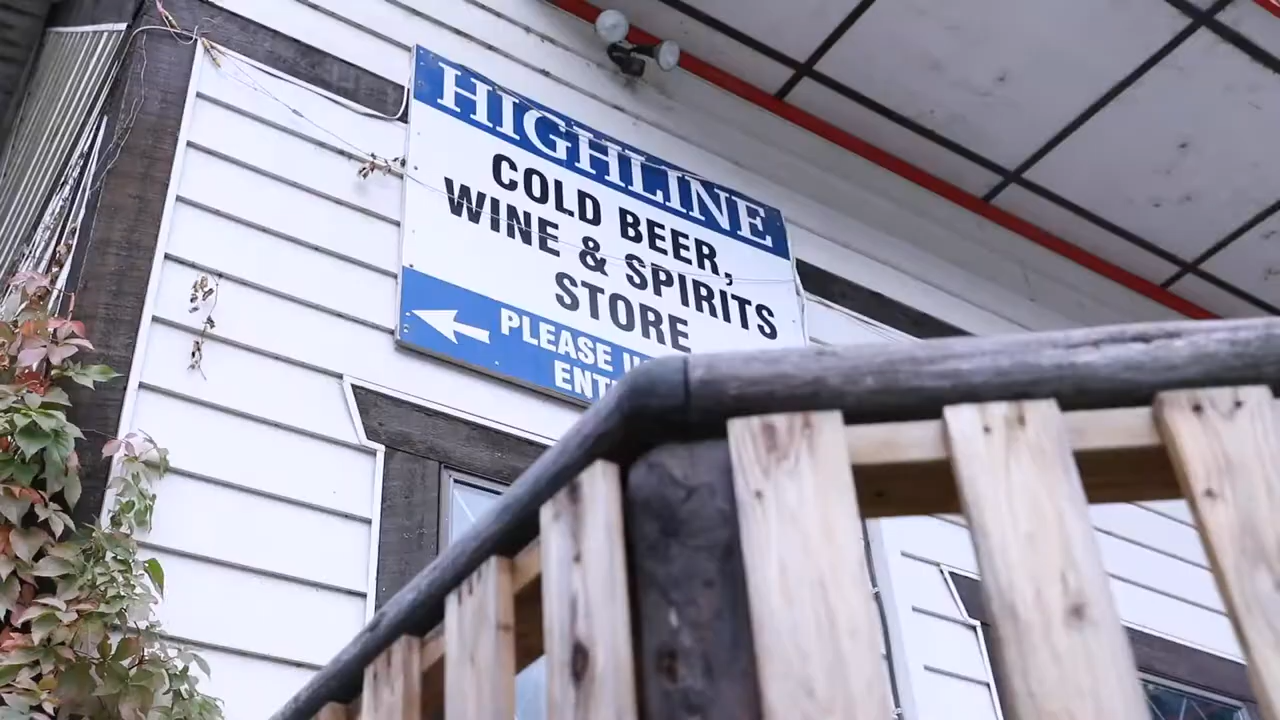 HIGHLINE
COLD BEER,
WINE & SPIRITS
STORE
PLEASE